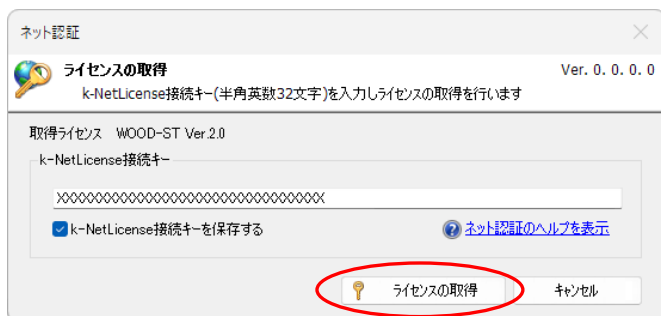 ネット認証
ライセンスの取得
Ver. 0. 0. 0. 0
k-NetLicense接続キー(半角英数32文字)を入力しライセンスの取得を行います
取得ライセンス WOOD-ST Ver.2.0
k-NetLicense接続キー
XXXXXXXXXXXXXXXXXXXXXXXXXXXXXXXX
k-NetLicense接続キーを保存する
ネット認証のヘルプを表示
ライセンスの取得
キャンセル